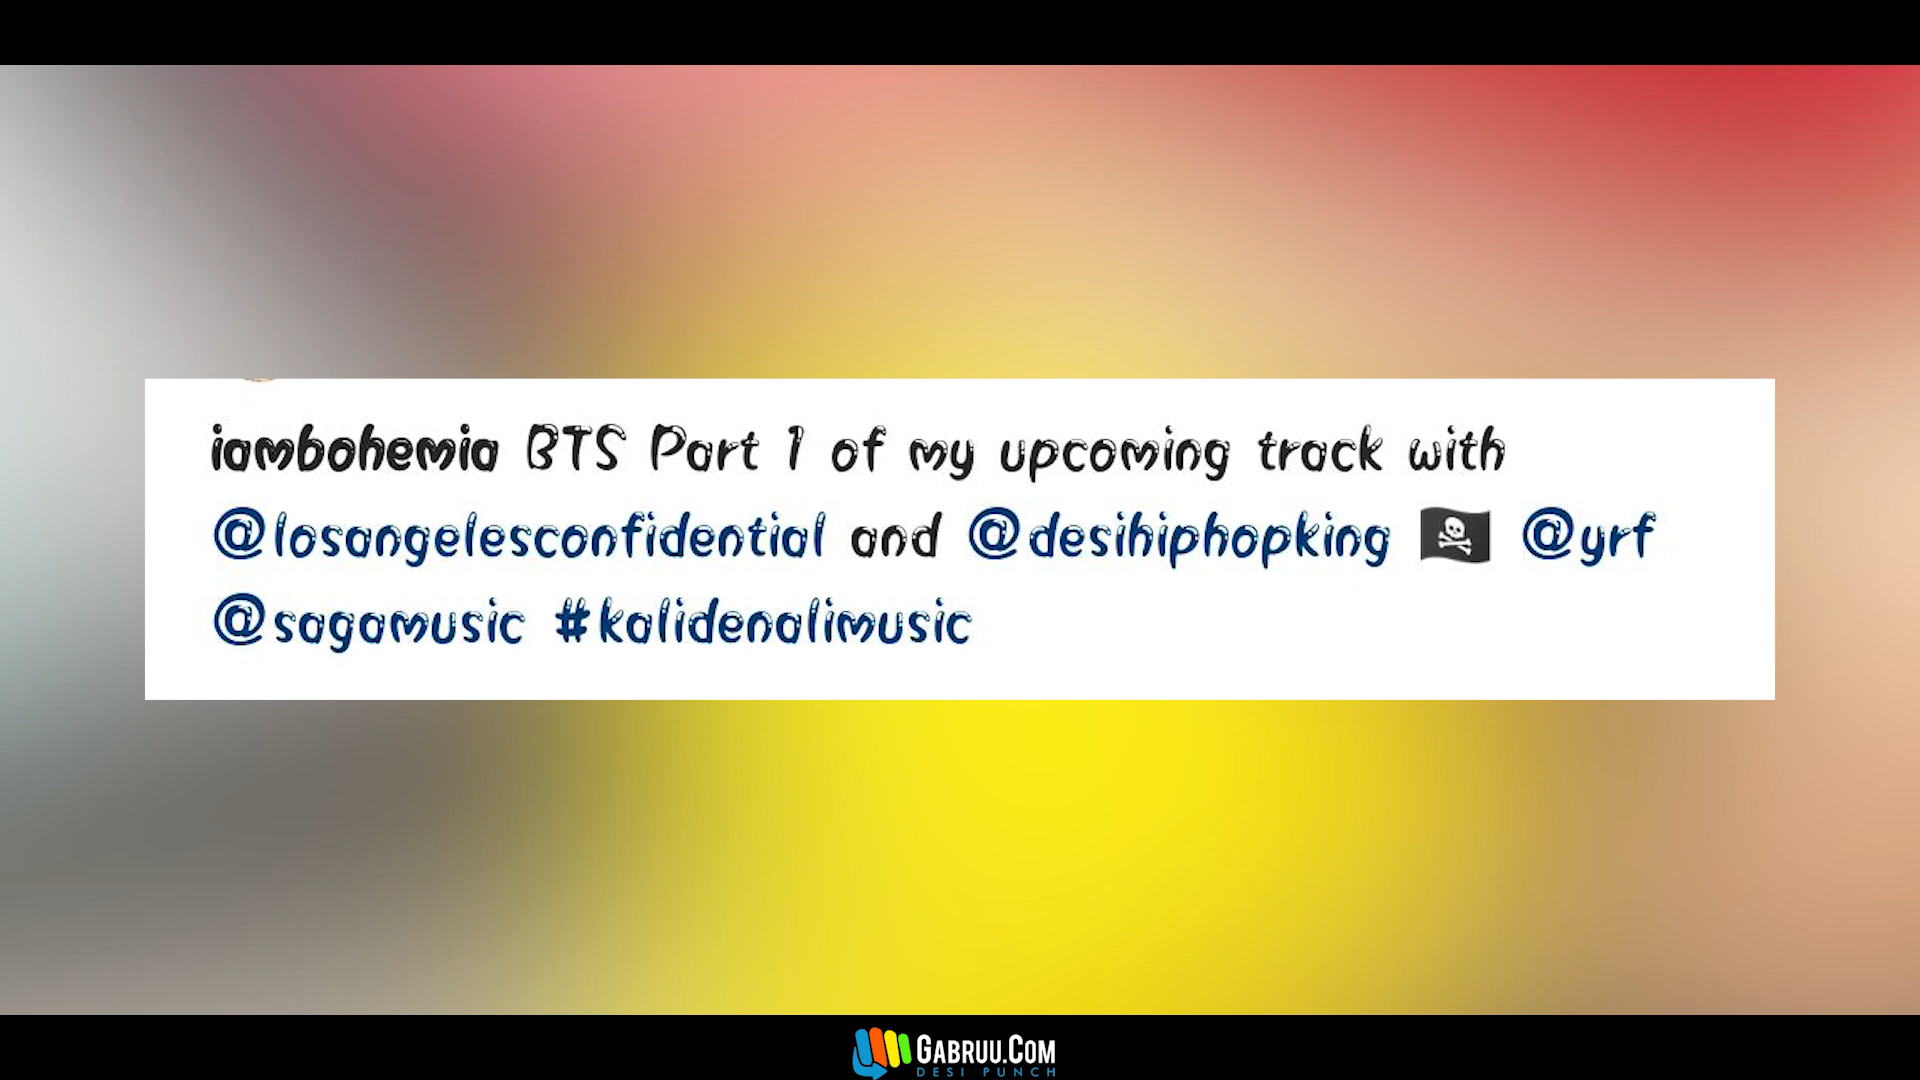 iambohemia BTS Part 1 of my upcoming track with
@losangelesconfidential and @desihiphopking 🏴‍☠️ @yrf
@sagamusic #kalidenalimusic
GABRUU.COM
DESI PUNCH